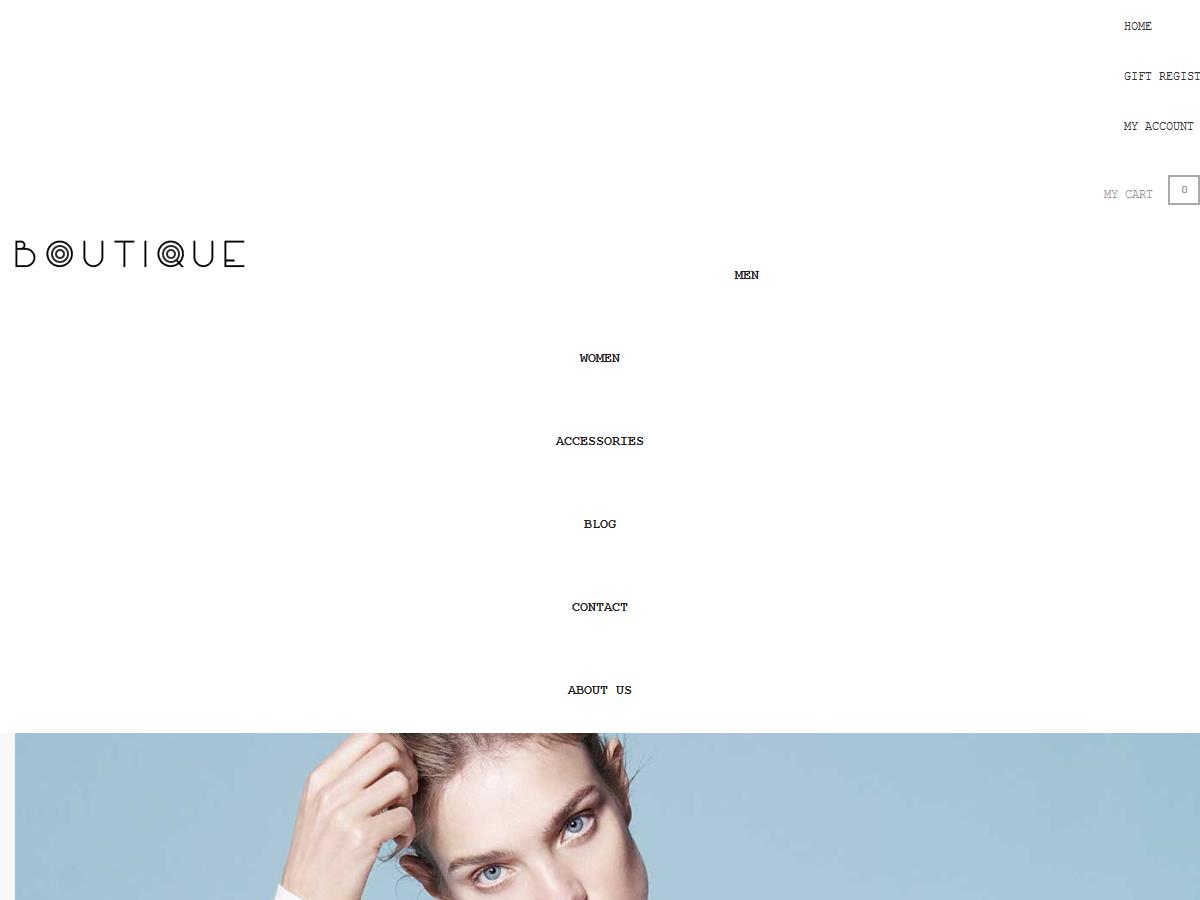 HOME
GIFT REGIST
MY ACCOUNT
MY CART 0
BOUTIQUE
MEN
WOMEN
ACCESSORIES
BLOG
CONTACT
ABOUT US